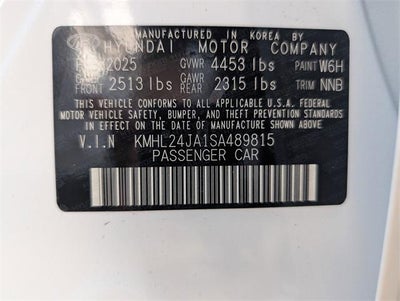 MANUFACTURED IN KOREA BY
HYUNDAI MOTOR COMPANY
2025 GVWR 4453 lbs PAINT W6H
GAWR FRONT 2513 lbs GAWR REAR 2315 lbs TRIM NNB
THIS VEHICLE CONFORMS TO ALL APPLICABLE U.S.A. FEDERAL
MOTOR VEHICLE SAFETY, BUMPER, AND THEFT PREVENTION
STANDARDS IN EFFECT ON THE DATE OF MANUFACTURE SHOWN ABOVE.
V.I.N KMHL24JA1SA489815
PASSENGER CAR